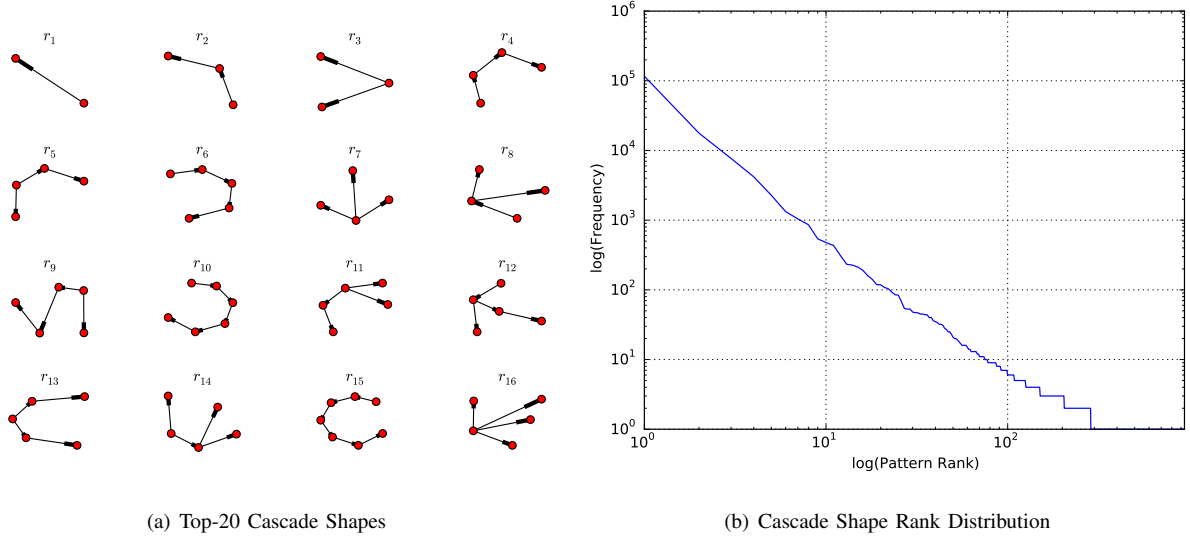 r1 r2 r3 r4
r5 r6 r7 r8
r9 r10 r11 r12
r13 r14 r15 r16
(a) Top-20 Cascade Shapes
log(Frequency)
10^6
10^5
10^4
10^3
10^2
10^1
10^0
10^0 10^1 10^2
log(Pattern Rank)
(b) Cascade Shape Rank Distribution